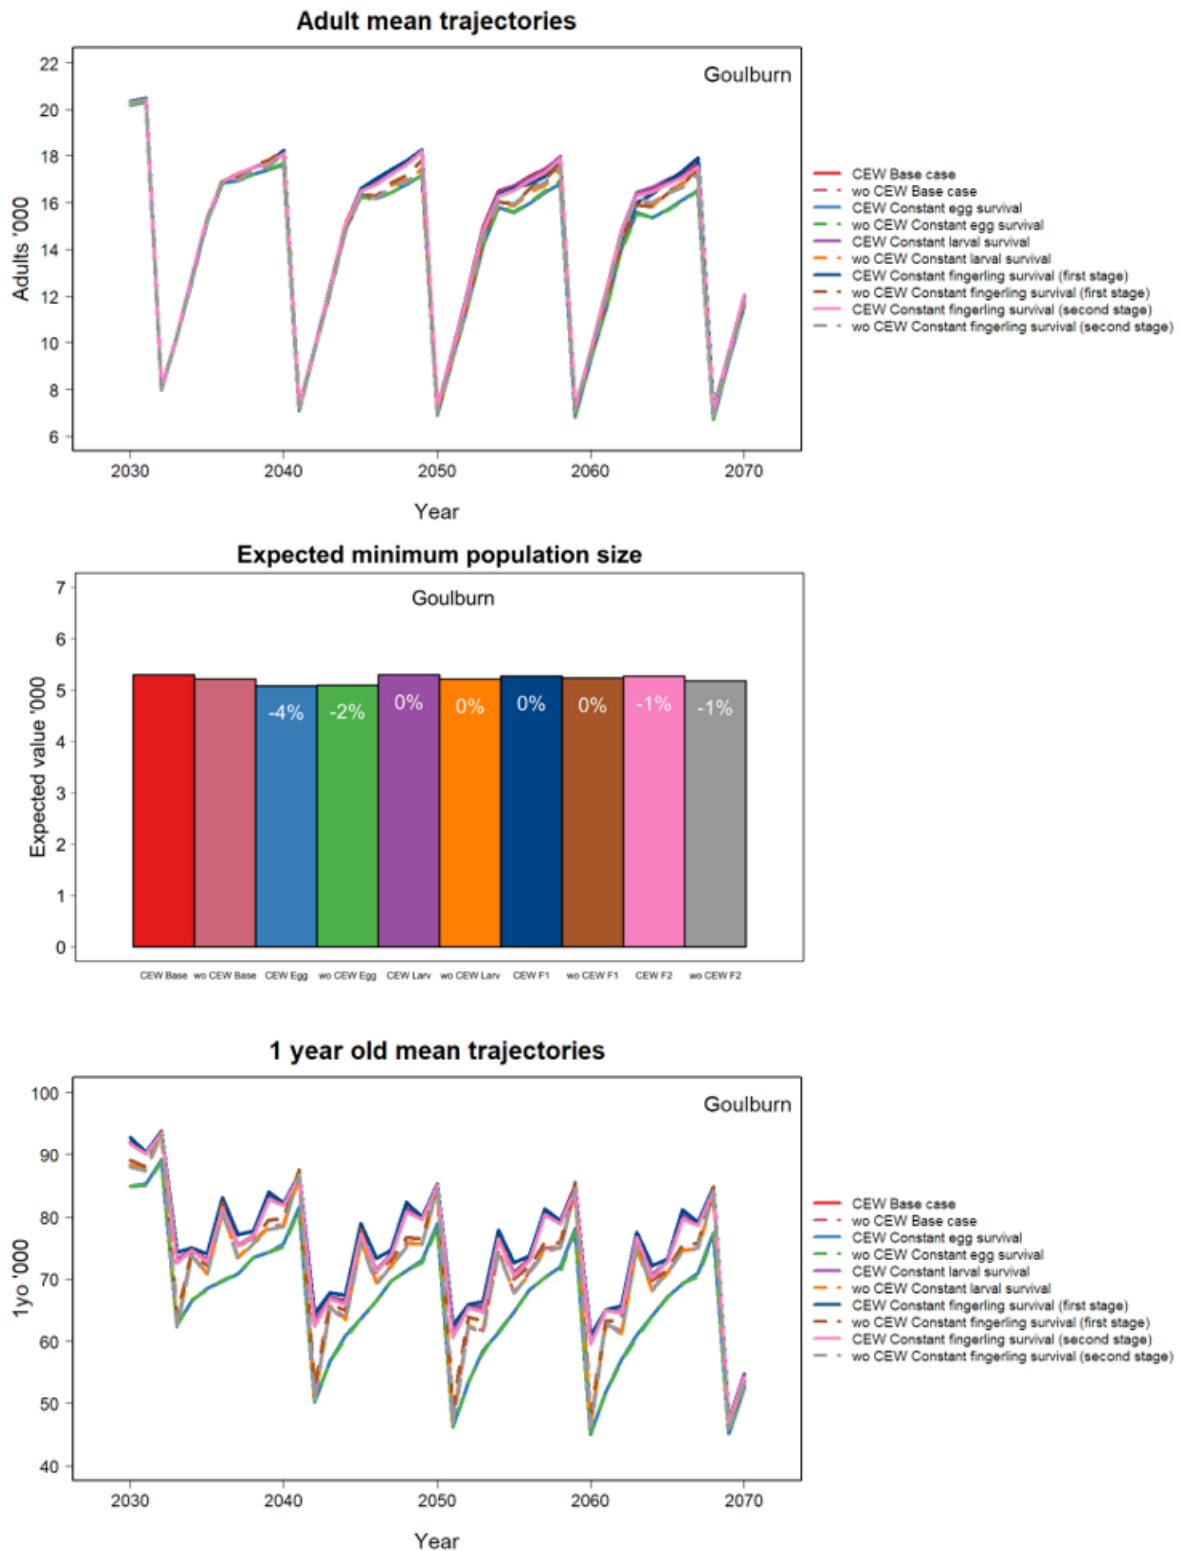 Adult mean trajectories
Goulburn
22
20
18
16
14
12
10
8
6
Adults '000
2030
2040
2050
2060
2070
Year
CEW Base case
wo CEW Base case
CEW Constant egg survival
wo CEW Constant egg survival
CEW Constant larval survival
wo CEW Constant larval survival
CEW Constant fingerling survival (first stage)
wo CEW Constant fingerling survival (first stage)
CEW Constant fingerling survival (second stage)
wo CEW Constant fingerling survival (second stage)
Expected minimum population size
Goulburn
7
6
5
4
3
2
1
0
Expected value '000
-4%
-2%
0%
0%
0%
0%
-1%
-1%
CEW Base
wo CEW Base
CEW Egg
wo CEW Egg
CEW Larv
wo CEW Larv
CEW F1
wo CEW F1
CEW F2
wo CEW F2
1 year old mean trajectories
Goulburn
100
90
80
70
60
50
40
1yo '000
2030
2040
2050
2060
2070
Year
CEW Base case
wo CEW Base case
CEW Constant egg survival
wo CEW Constant egg survival
CEW Constant larval survival
wo CEW Constant larval survival
CEW Constant fingerling survival (first stage)
wo CEW Constant fingerling survival (first stage)
CEW Constant fingerling survival (second stage)
wo CEW Constant fingerling survival (second stage)